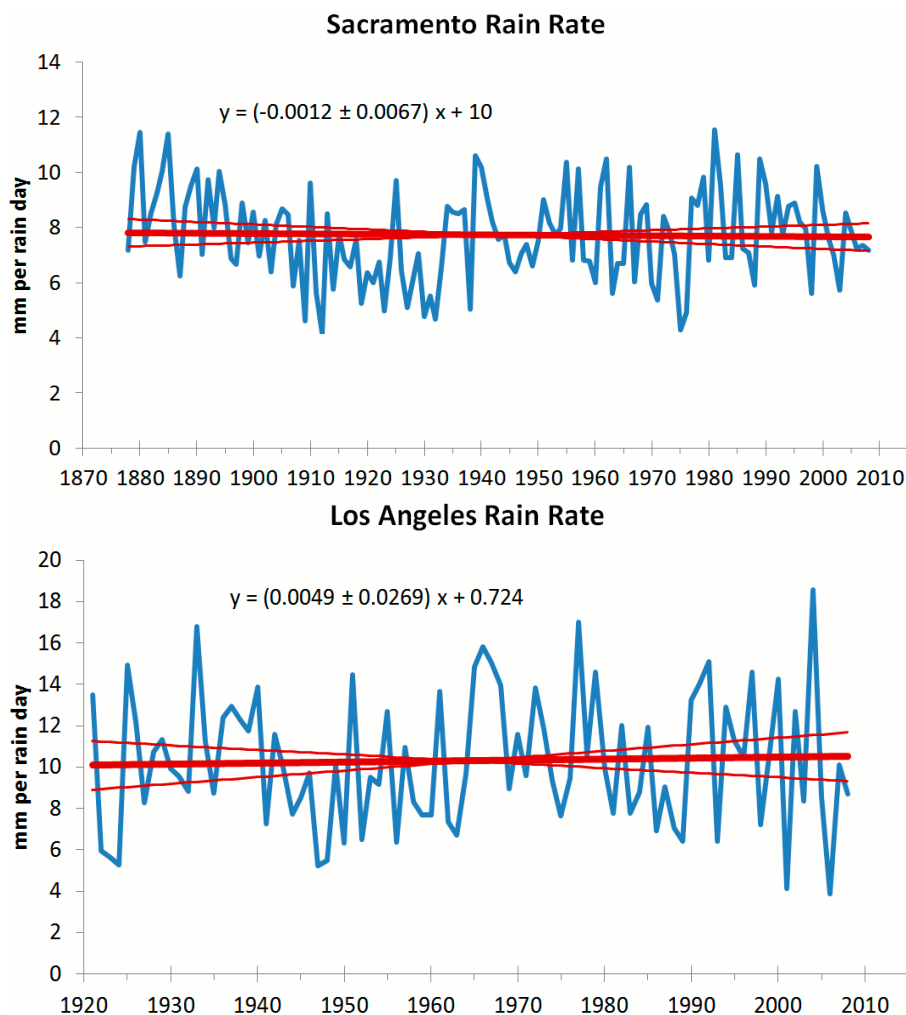 Sacramento Rain Rate
14
y = (-0.0012 ± 0.0067) x + 10
12
10
mm per rain day
8
6
4
2
0
1870 1880 1890 1900 1910 1920 1930 1940 1950 1960 1970 1980 1990 2000 2010
Los Angeles Rain Rate
20
y = (0.0049 ± 0.0269) x + 0.724
18
16
14
12
mm per rain day
10
8
6
4
2
0
1920 1930 1940 1950 1960 1970 1980 1990 2000 2010